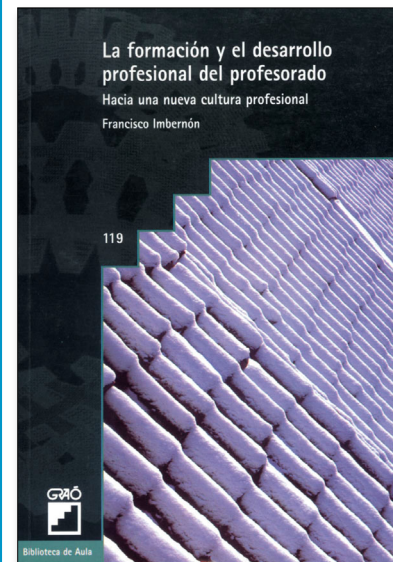 La formación y el desarrollo
profesional del profesorado
Hacia una nueva cultura profesional
Francisco Imbernón
119
GRAÓ
Biblioteca de Aula